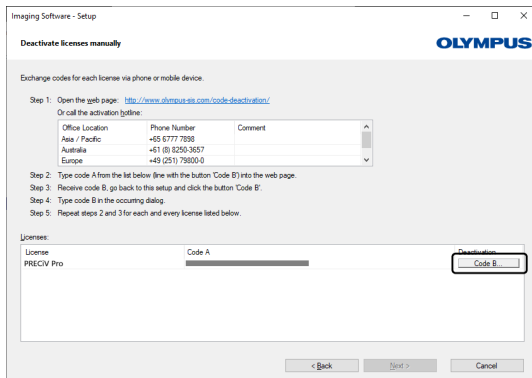 Imaging Software - Setup
Deactivate licenses manually
OLYMPUS
Exchange codes for each license via phone or mobile device.
Step 1: Open the web page: http://www.olympus-sis.com/code-deactivation/
Or call the activation hotline:
Office Location Phone Number Comment
Asia / Pacific +65 6777 7898
Australia +61 (8) 8250-3657
Europe +49 (251) 79800-0
Step 2: Type code A from the list below (line with the button 'Code B') into the web page.
Step 3: Receive code B, go back to this setup and click the button 'Code B'.
Step 4: Type code B in the occurring dialog.
Step 5: Repeat steps 2 and 3 for each and every license listed below.
Licenses:
License Code A Deactivation
PRECiV Pro Code B...
< Back Next > Cancel